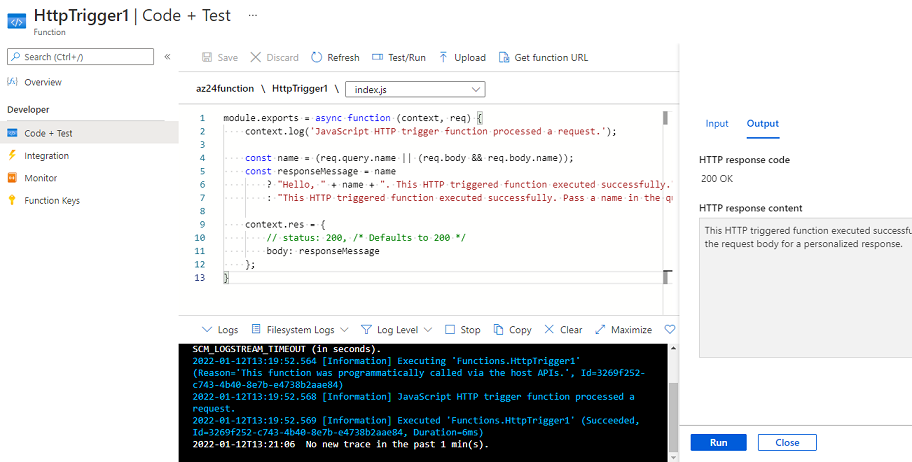 HttpTrigger1 | Code + Test ...
Function
Search (Ctrl+/)
«
Overview
Developer
Code + Test
Integration
Monitor
Function Keys
Save Discard Refresh Test/Run Upload Get function URL
az24function \ HttpTrigger1 \ index.js
1 module.exports = async function (context, req) {
2 context.log('JavaScript HTTP trigger function processed a request.');
3
4 const name = (req.query.name || (req.body && req.body.name));
5 const responseMessage = name
6 ? "Hello, " + name + ". This HTTP triggered function executed successfully.
7 : "This HTTP triggered function executed successfully. Pass a name in the qu
8
9 context.res = {
10 // status: 200, /* Defaults to 200 */
11 body: responseMessage
12 };
13 }
Logs Filesystem Logs Log Level Stop Copy Clear Maximize
SCM_LOGSTREAM_TIMEOUT (in seconds).
2022-01-12T13:19:52.564 [Information] Executing 'Functions.HttpTrigger1'
(Reason='This function was programmatically called via the host APIs.', Id=3269f252-
c743-4b40-8e7b-e4738b2aae84)
2022-01-12T13:19:52.568 [Information] JavaScript HTTP trigger function processed a
request.
2022-01-12T13:19:52.569 [Information] Executed 'Functions.HttpTrigger1' (Succeeded,
Id=3269f252-c743-4b40-8e7b-e4738b2aae84, Duration=6ms)
2022-01-12T13:21:06 No new trace in the past 1 min(s).
Input Output
HTTP response code
200 OK
HTTP response content
This HTTP triggered function executed successfu
the request body for a personalized response.
Run Close